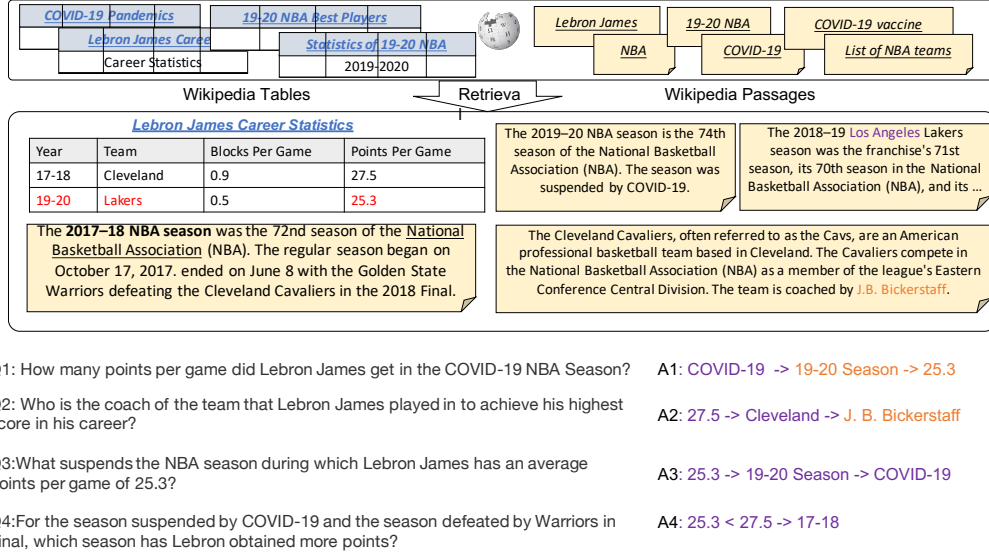 COVID-19 Pandemics
19-20 NBA Best Players
Lebron James Caree
Statistics of 19-20 NBA
Career Statistics
2019-2020
Lebron James
19-20 NBA
COVID-19 vaccine
NBA
COVID-19
List of NBA teams
Wikipedia Tables
Retrieva
Wikipedia Passages
Lebron James Career Statistics
Year Team Blocks Per Game Points Per Game
17-18 Cleveland 0.9 27.5
19-20 Lakers 0.5 25.3
The 2019–20 NBA season is the 74th
season of the National Basketball
Association (NBA). The season was
suspended by COVID-19.
The 2018–19 Los Angeles Lakers
season was the franchise's 71st
season, its 70th season in the National
Basketball Association (NBA), and its ...
The 2017–18 NBA season was the 72nd season of the National
Basketball Association (NBA). The regular season began on
October 17, 2017. ended on June 8 with the Golden State
Warriors defeating the Cleveland Cavaliers in the 2018 Final.
The Cleveland Cavaliers, often referred to as the Cavs, are an American
professional basketball team based in Cleveland. The Cavaliers compete in
the National Basketball Association (NBA) as a member of the league's Eastern
Conference Central Division. The team is coached by J.B. Bickerstaff.
1: How many points per game did Lebron James get in the COVID-19 NBA Season?
A1: COVID-19 -> 19-20 Season -> 25.3
2: Who is the coach of the team that Lebron James played in to achieve his highest
core in his career?
A2: 27.5 -> Cleveland -> J. B. Bickerstaff
3:What suspends the NBA season during which Lebron James has an average
oints per game of 25.3?
A3: 25.3 -> 19-20 Season -> COVID-19
4:For the season suspended by COVID-19 and the season defeated by Warriors in
inal, which season has Lebron obtained more points?
A4: 25.3 < 27.5 -> 17-18